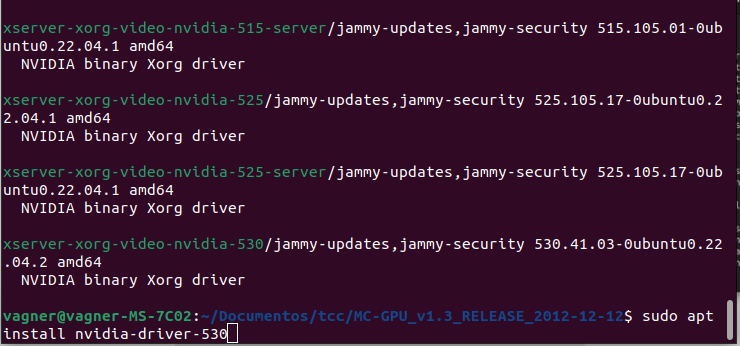 xserver-xorg-video-nvidia-515-server/jammy-updates,jammy-security 515.105.01-0ub
untu0.22.04.1 amd64
  NVIDIA binary Xorg driver
xserver-xorg-video-nvidia-525/jammy-updates,jammy-security 525.105.17-0ubuntu0.2
2.04.1 amd64
  NVIDIA binary Xorg driver
xserver-xorg-video-nvidia-525-server/jammy-updates,jammy-security 525.105.17-0ub
untu0.22.04.1 amd64
  NVIDIA binary Xorg driver
xserver-xorg-video-nvidia-530/jammy-updates,jammy-security 530.41.03-0ubuntu0.22
.04.2 amd64
  NVIDIA binary Xorg driver
vagner@vagner-MS-7C02:~/Documentos/tcc/MC-GPU_v1.3_RELEASE_2012-12-12$ sudo apt
install nvidia-driver-530